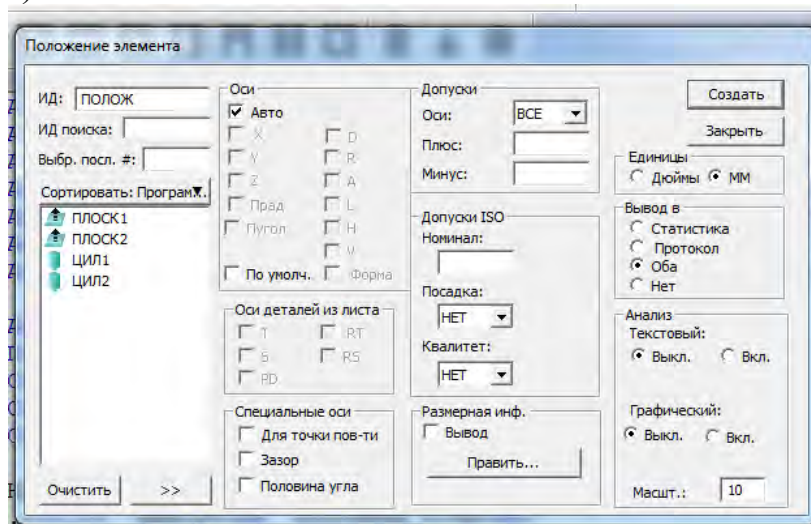 Положение элемента
ИД: ПОЛОЖ
ИД поиска:
Выбр. посл. #:
Сортировать: Програм
ПЛОСК1
ПЛОСК2
ЦИЛ1
ЦИЛ2
Очистить
>>
Оси
Авто
X
D
Y
R
Z
A
Прад
L
Пугол
H
V
По умолч.
Форма
Оси деталей из листа
T
RT
S
RS
PD
Специальные оси
Для точки пов-ти
Зазор
Половина угла
Допуски
Оси: ВСЕ
Плюс:
Минус:
Допуски ISO
Номинал:
Посадка:
НЕТ
Квалитет:
НЕТ
Размерная инф.
Вывод
Править...
Создать
Закрыть
Единицы
Дюймы
ММ
Вывод в
Статистика
Протокол
Оба
Нет
Анализ
Текстовый:
Выкл.
Вкл.
Графический:
Выкл.
Вкл.
Масшт.: 10